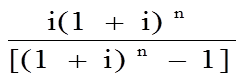 i(1 + i) ⁿ
[(1 + i) ⁿ − 1]